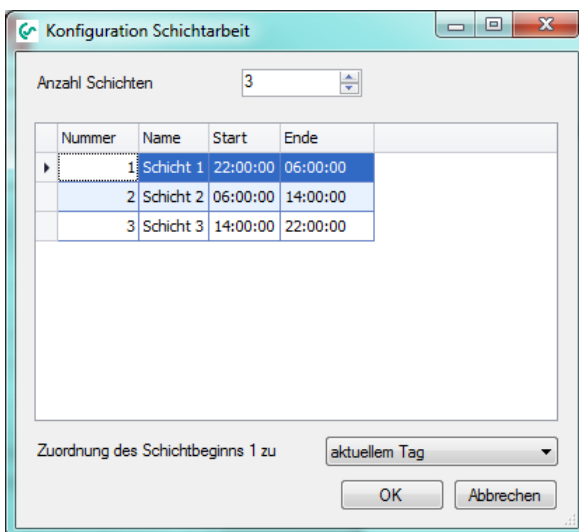 Konfiguration Schichtarbeit
Anzahl Schichten 3
Nummer Name Start Ende
1 Schicht 1 22:00:00 06:00:00
2 Schicht 2 06:00:00 14:00:00
3 Schicht 3 14:00:00 22:00:00
Zuordnung des Schichtbeginns 1 zu aktuellem Tag
OK Abbrechen